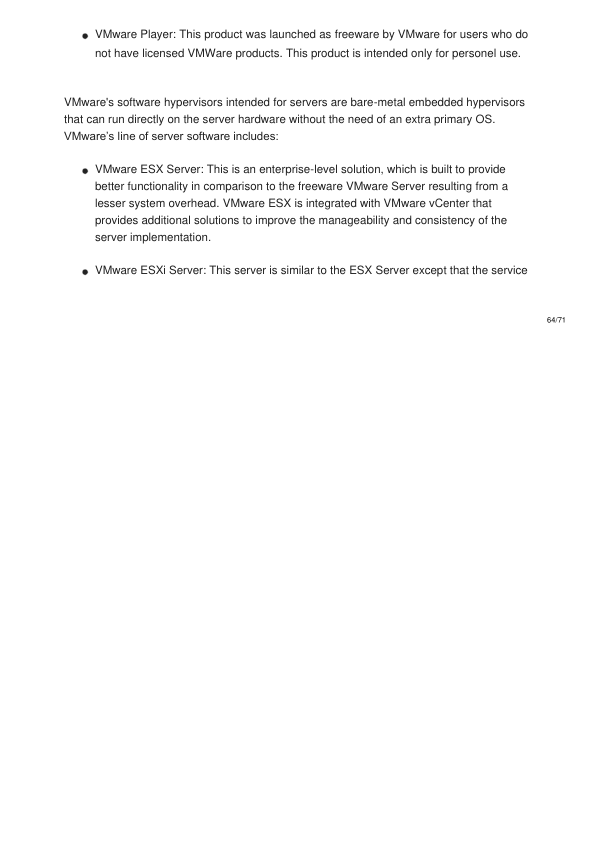 ● VMware Player: This product was launched as freeware by VMware for users who do
not have licensed VMWare products. This product is intended only for personel use.
VMware's software hypervisors intended for servers are bare-metal embedded hypervisors
that can run directly on the server hardware without the need of an extra primary OS.
VMware's line of server software includes:
● VMware ESX Server: This is an enterprise-level solution, which is built to provide
better functionality in comparison to the freeware VMware Server resulting from a
lesser system overhead. VMware ESX is integrated with VMware vCenter that
provides additional solutions to improve the manageability and consistency of the
server implementation.
● VMware ESXi Server: This server is similar to the ESX Server except that the service
64/71